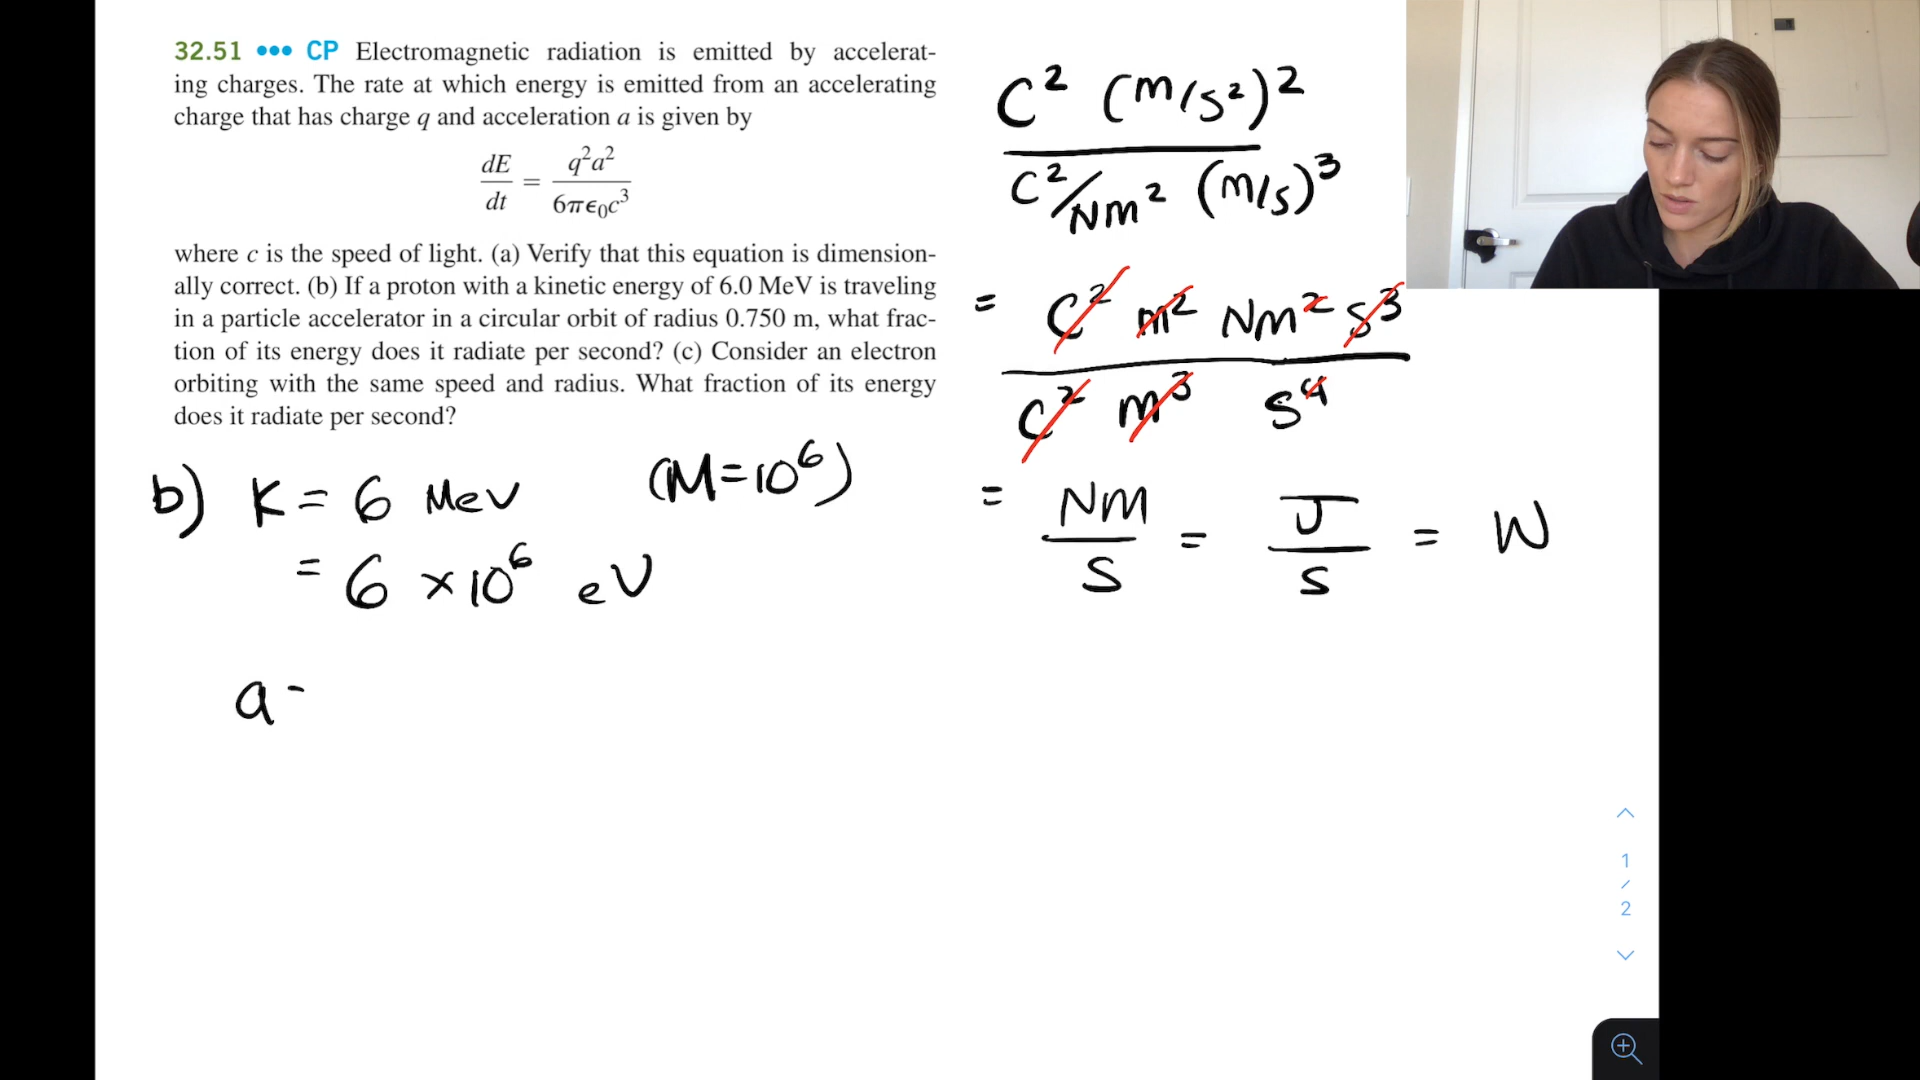 32.51 ••• CP Electromagnetic radiation is emitted by accelerat-
ing charges. The rate at which energy is emitted from an accelerating
charge that has charge q and acceleration a is given by
dE/dt = q²a²/6πϵ₀c³
where c is the speed of light. (a) Verify that this equation is dimension-
ally correct. (b) If a proton with a kinetic energy of 6.0 MeV is traveling
in a particle accelerator in a circular orbit of radius 0.750 m, what frac-
tion of its energy does it radiate per second? (c) Consider an electron
orbiting with the same speed and radius. What fraction of its energy
does it radiate per second?
b) K = 6 MeV (M=10⁶)
= 6 ×10⁶ eV
a-
C² (m/s²)²
C²/Nm² (m/s)³
= C² m² Nm² s³
C² m³ s⁴
= Nm/s = J/s = W
1
/
2